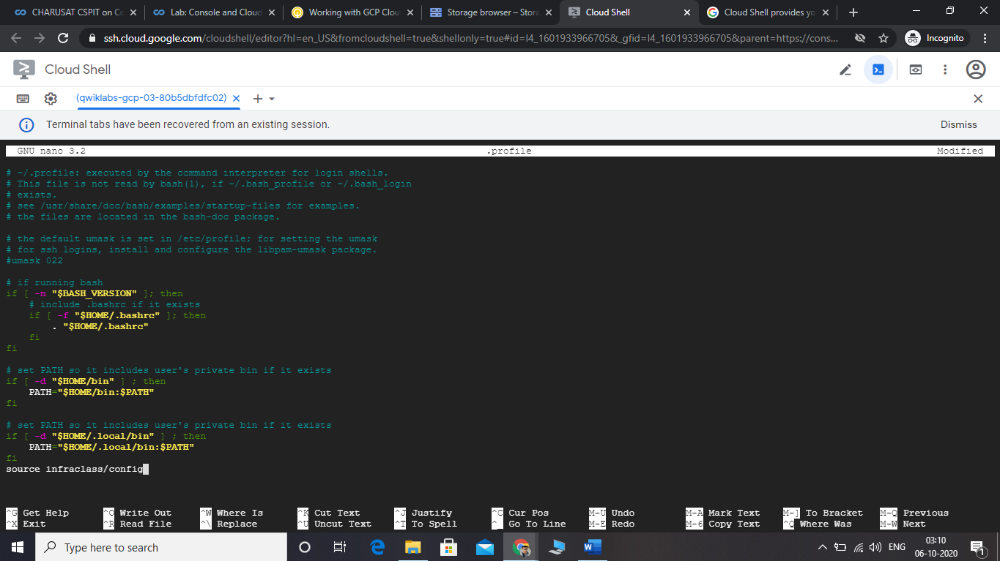 CHARUSAT CSPIT on Co
Lab: Console and Cloud
Working with GCP Clou
Storage browser – Stora
Cloud Shell
Cloud Shell provides yo
ssh.cloud.google.com/cloudshell/editor?hl=en_US&fromcloudshell=true&shellonly=true#id=I4_1601933966705&_gfid=I4_1601933966705&parent=https://cons...
Incognito
Cloud Shell
(qwiklabs-gcp-03-80b5dbfdfc02)
Terminal tabs have been recovered from an existing session.
Dismiss
GNU nano 3.2 .profile Modified
# ~/.profile: executed by the command interpreter for login shells.
# This file is not read by bash(1), if ~/.bash_profile or ~/.bash_login
# exists.
# see /usr/share/doc/bash/examples/startup-files for examples.
# the files are located in the bash-doc package.
# the default umask is set in /etc/profile; for setting the umask
# for ssh logins, install and configure the libpam-umask package.
#umask 022
# if running bash
if [ -n "$BASH_VERSION" ]; then
# include .bashrc if it exists
if [ -f "$HOME/.bashrc" ]; then
. "$HOME/.bashrc"
fi
fi
# set PATH so it includes user's private bin if it exists
if [ -d "$HOME/bin" ] ; then
PATH="$HOME/bin:$PATH"
fi
# set PATH so it includes user's private bin if it exists
if [ -d "$HOME/.local/bin" ] ; then
PATH="$HOME/.local/bin:$PATH"
fi
source infraclass/config
^G Get Help ^O Write Out ^W Where Is ^K Cut Text ^J Justify ^C Cur Pos M-U Undo M-A Mark Text M-] To Bracket M-Q Previous
^X Exit ^R Read File ^\ Replace ^U Uncut Text ^T To Spell ^_ Go To Line M-E Redo M-6 Copy Text ^Q Where Was M-W Next
Type here to search
ENG
03:10
06-10-2020
1